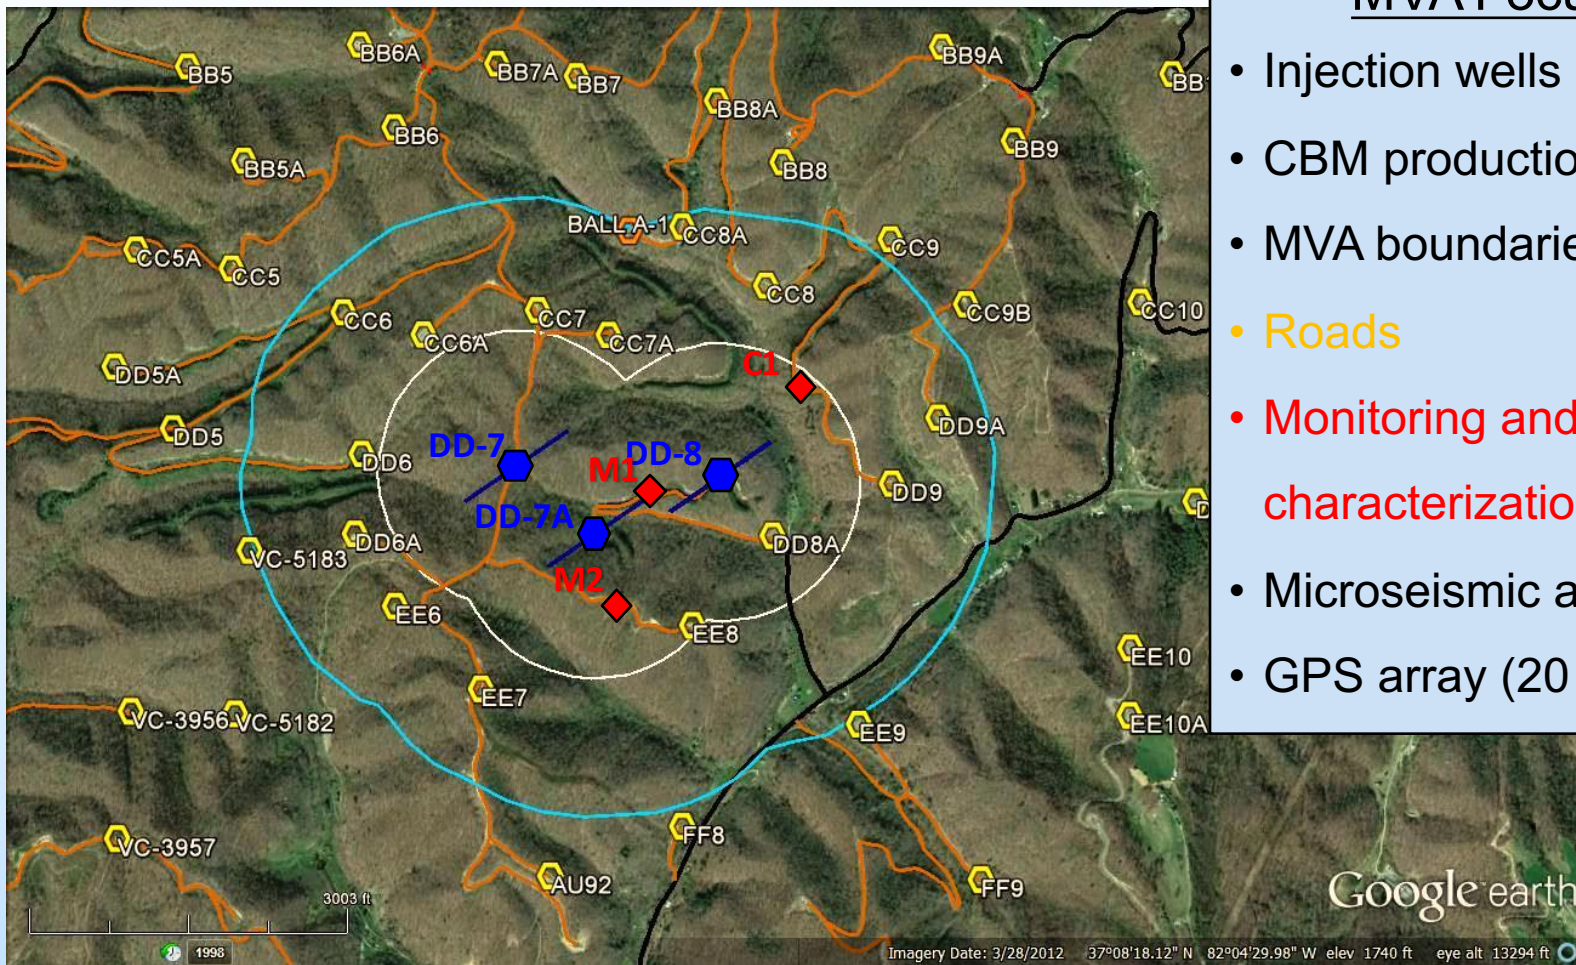 BB5
BB6A
BB7A
BB7
BB9A
BB8A
BB6
BB5A
BB8
BB9
BALL A-1
CC8A
CC9
CC5A
CC5
CC8
CC6
CC7
CC9B
CC10
CC6A
CC7A
C1
DD5A
DD9A
DD5
DD-7
DD-8
DD6
M1
DD9
DD-7A
DD6A
DD8A
VC-5183
M2
EE6
EE8
EE10
EE7
VC-3956
VC-5182
EE9
EE10A
FF8
VC-3957
AU92
FF9
3003 ft
1998
Google earth
Imagery Date: 3/28/2012 37°08'18.12" N 82°04'29.98" W elev 1740 ft eye alt 13294 ft
• Injection wells
• CBM
• MVA
• Roads
• Monitoring and
• Microseismic
• GPS array (20